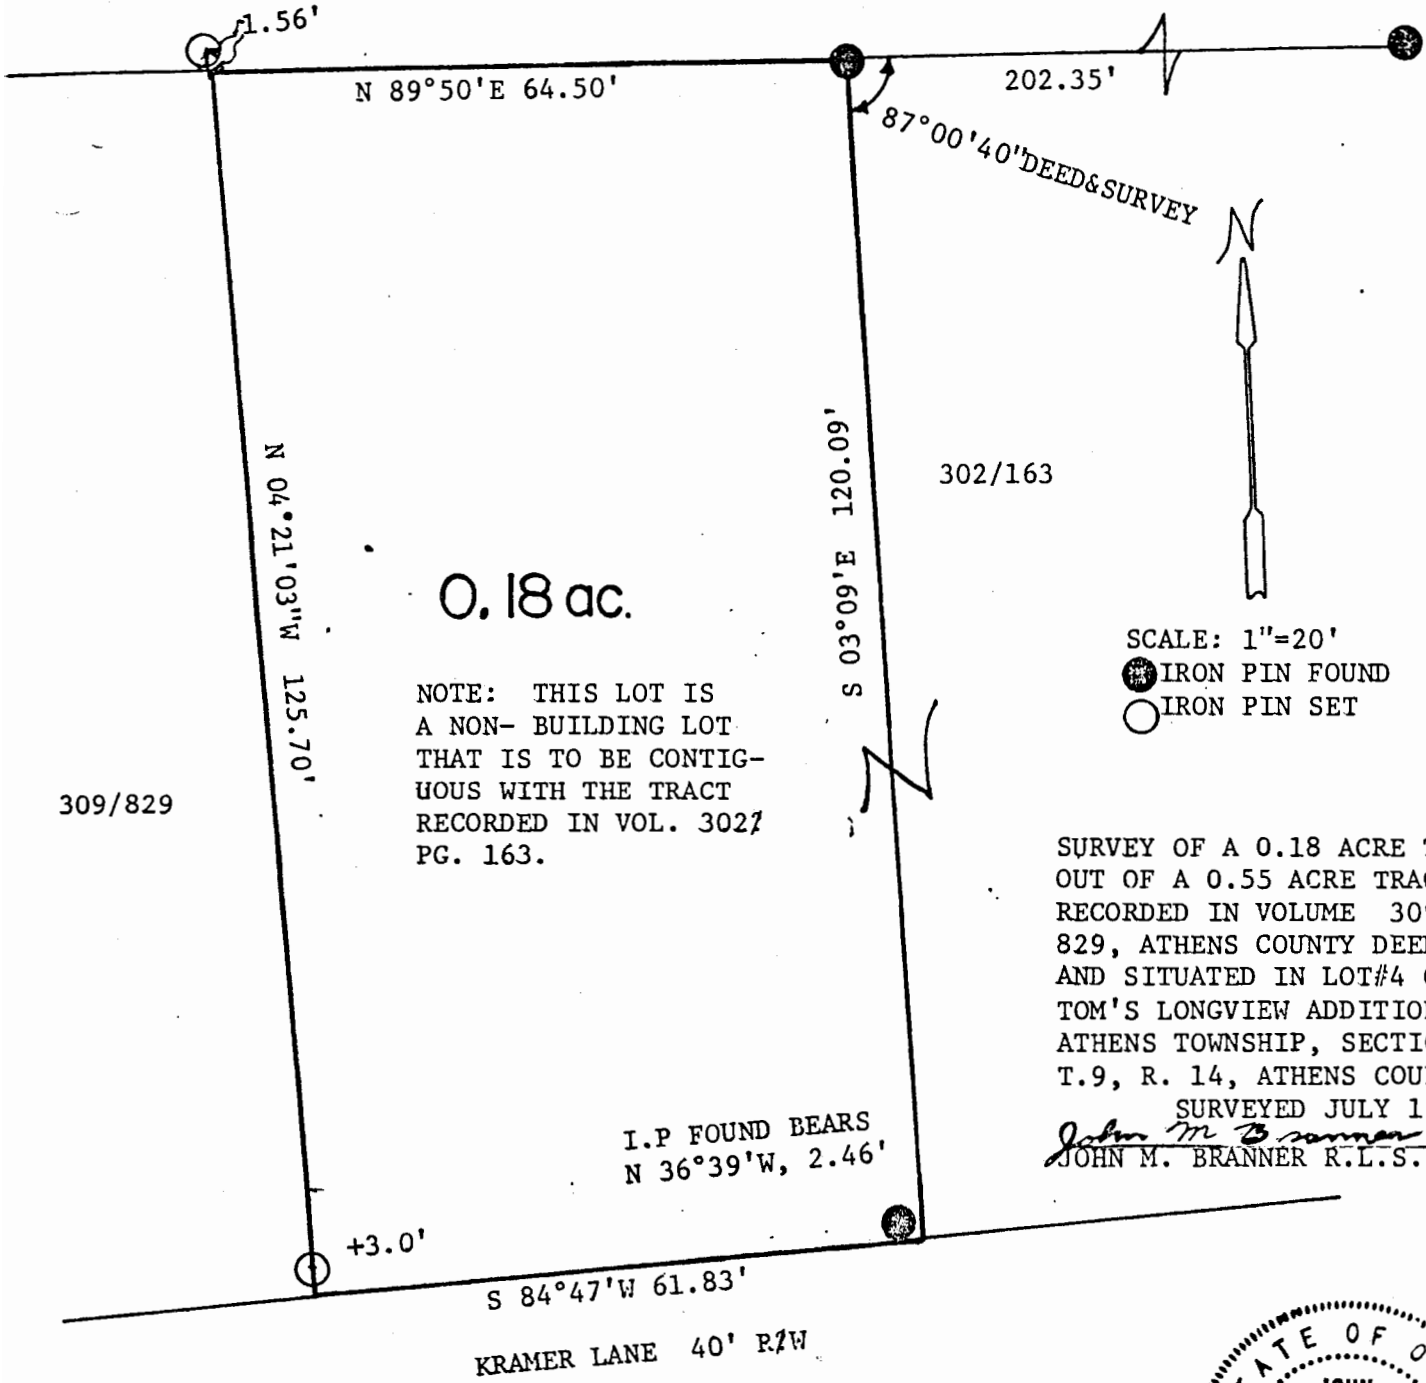 1.56'
N 89°50'E 64.50'
202.35'
87°00'40"DEED&SURVEY
N
N 04°21'03"W 125.70'
S 03°09'E 120.09'
302/163
0.18 ac.
SCALE: 1"=20'
IRON PIN FOUND
IRON PIN SET
NOTE: THIS LOT IS
A NON- BUILDING LOT
THAT IS TO BE CONTIG-
UOUS WITH THE TRACT
RECORDED IN VOL. 302/
PG. 163.
309/829
SURVEY OF A 0.18 ACRE
OUT OF A 0.55 ACRE
RECORDED IN VOLUME
829, ATHENS COUNTY
AND SITUATED IN LOT#4
TOM'S LONGVIEW
ATHENS TOWNSHIP,
T.9, R. 14, ATHENS
SURVEYED JULY
John M Branner
JOHN M. BRANNER R.L.S.
I.P FOUND BEARS
N 36°39'W, 2.46'
+3.0'
S 84°47'W 61.83'
KRAMER LANE 40' R/W
OF
JOHN